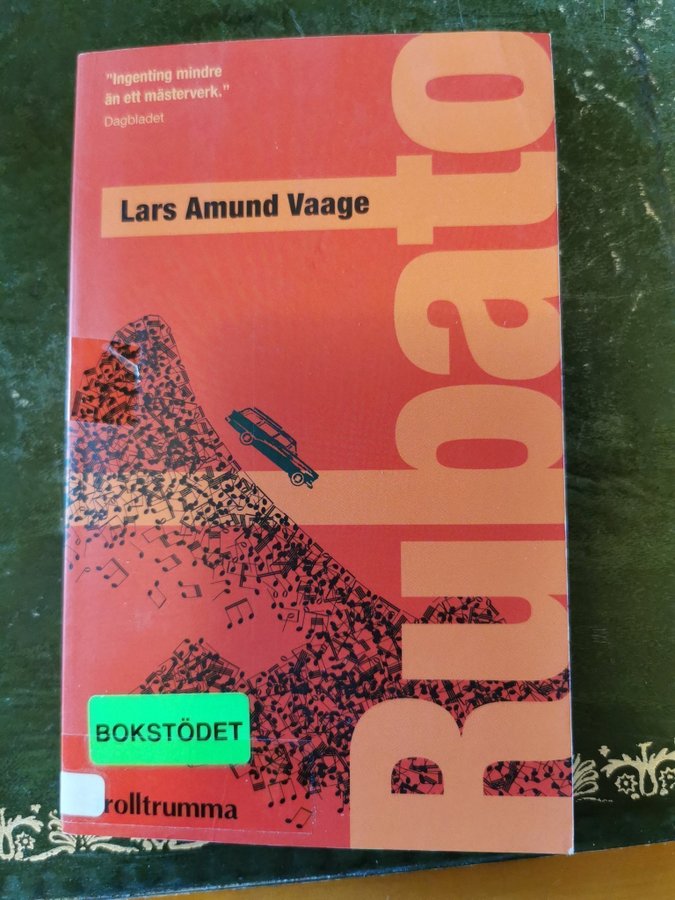 "Ingenting mindre
än ett mästerverk."
Dagbladet
Lars Amund Vaage
Rubato
BOKSTÖDET
rolltrumma